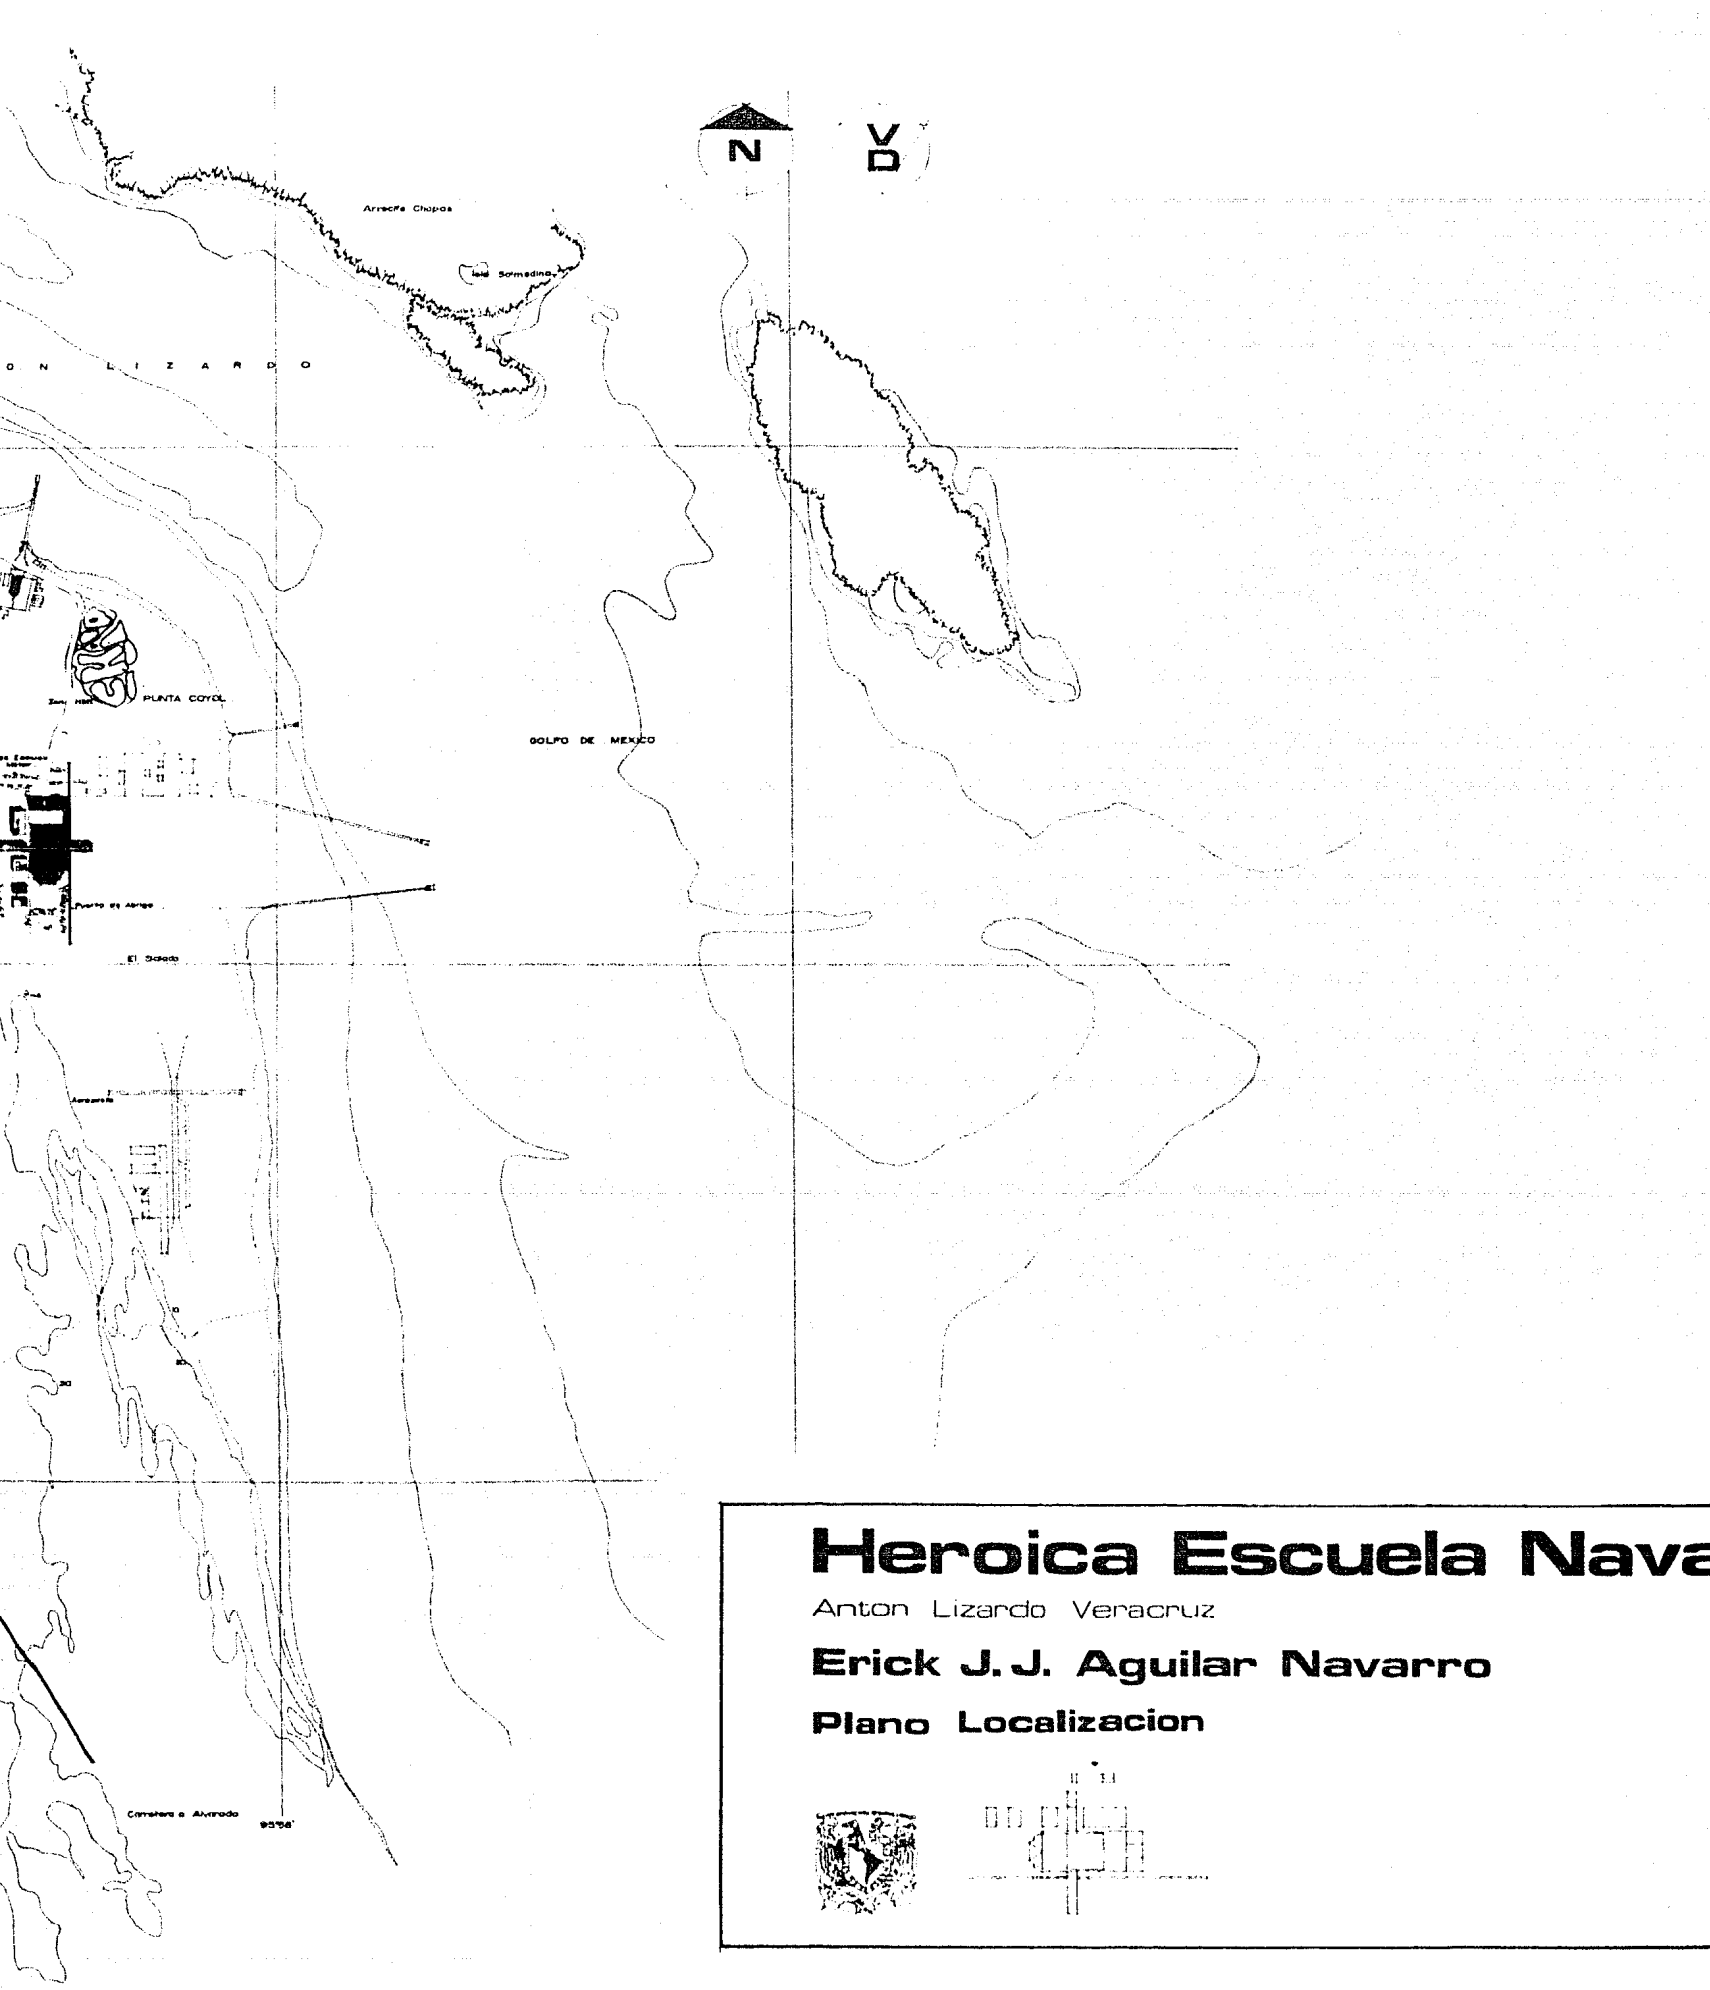 N
V
D
Arrecife Chopas
Isla Salmedina
O N L I Z A R D O
PUNTA COYOL
GOLFO DE MEXICO
Puerto de Abrigo
El Salado
Aeropuerto
Carretera a Alvarado
95°58'
Heroica Escuela Nava
Anton Lizardo Veracruz
Erick J. J. Aguilar Navarro
Plano Localizacion